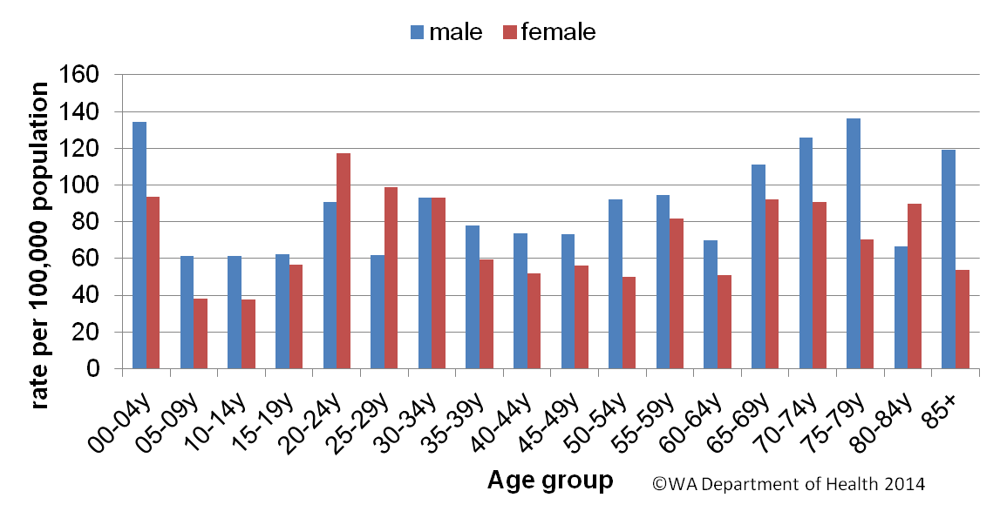 male female
160
140
120
100
80
60
40
20
0
rate per 100,000 population
00-04y 05-09y 10-14y 15-19y 20-24y 25-29y 30-34y 35-39y 40-44y 45-49y 50-54y 55-59y 60-64y 65-69y 70-74y 75-79y 80-84y 85+
Age group
©WA Department of Health 2014